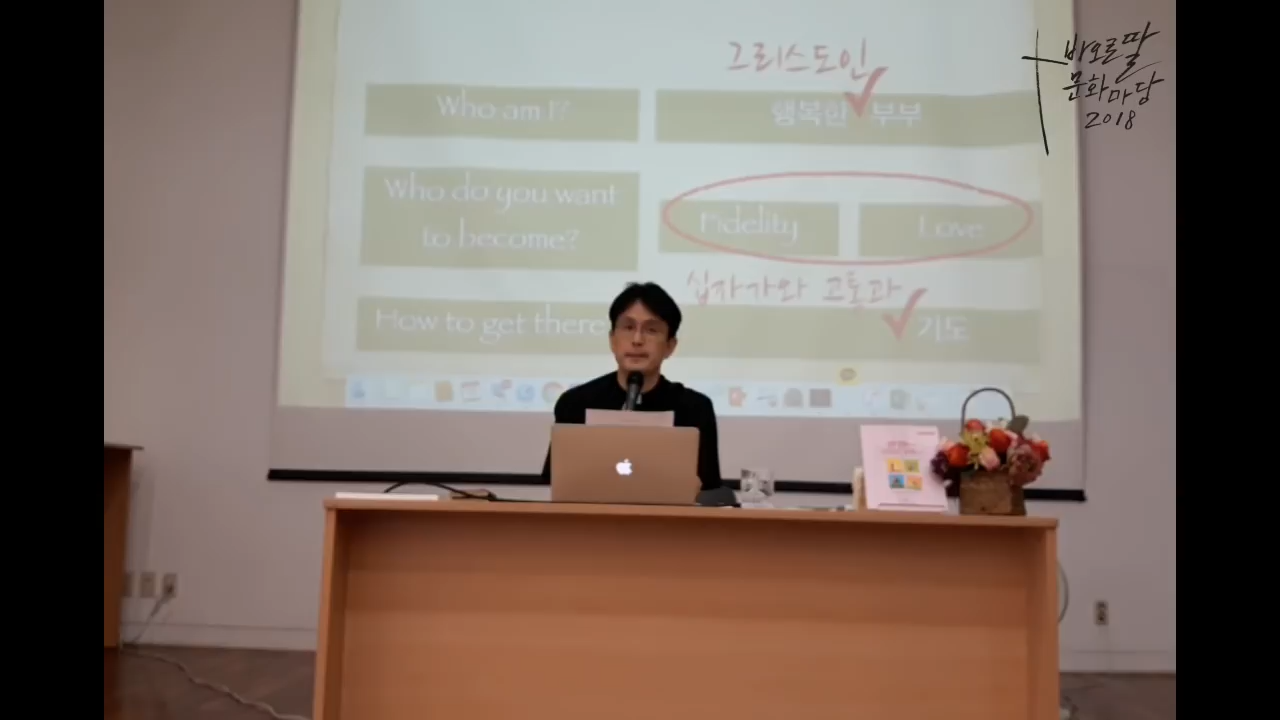 그리스도인
Who am I?
행복한 부부
Who do you want
to become?
Fidelity
Love
십자가와 고통과
How to get there
기도
바오로딸
문화마당
2018